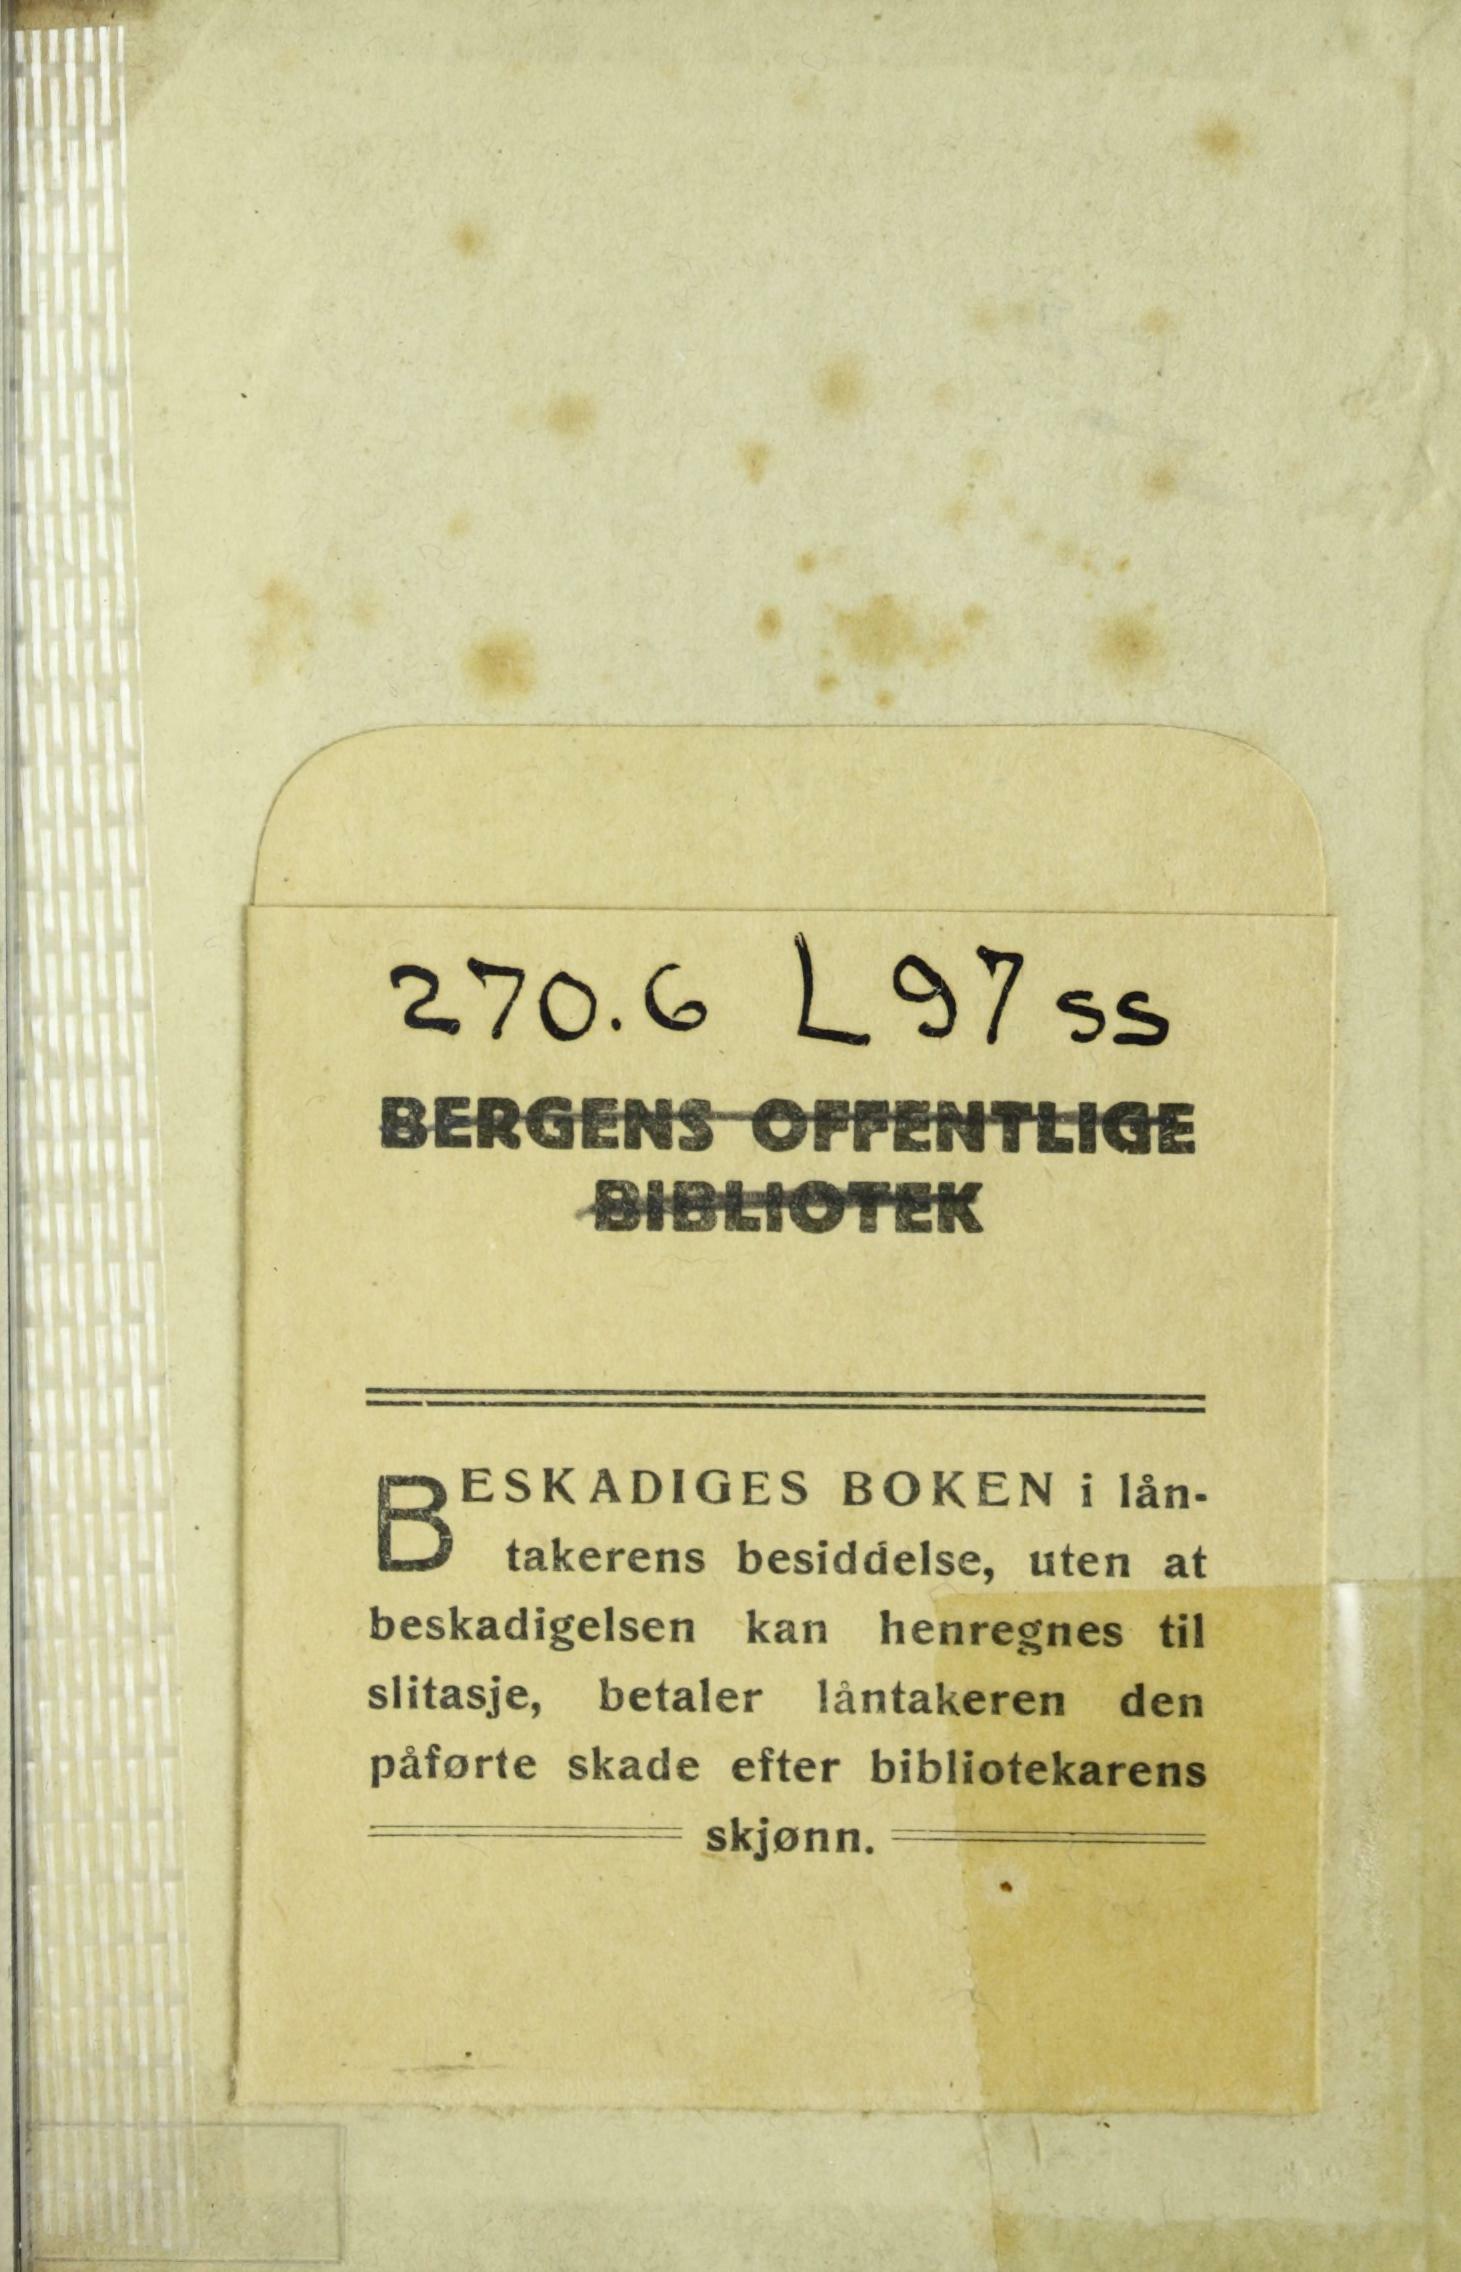 270.6 L97ss
BERGENS OFFENTLIGE
BIBLIOTEK
BESKADIGES BOKEN i lån-
takerens besiddelse, uten at
beskadigelsen kan henregnes til
slitasje, betaler låntakeren den
påførte skade efter bibliotekarens
skjønn.